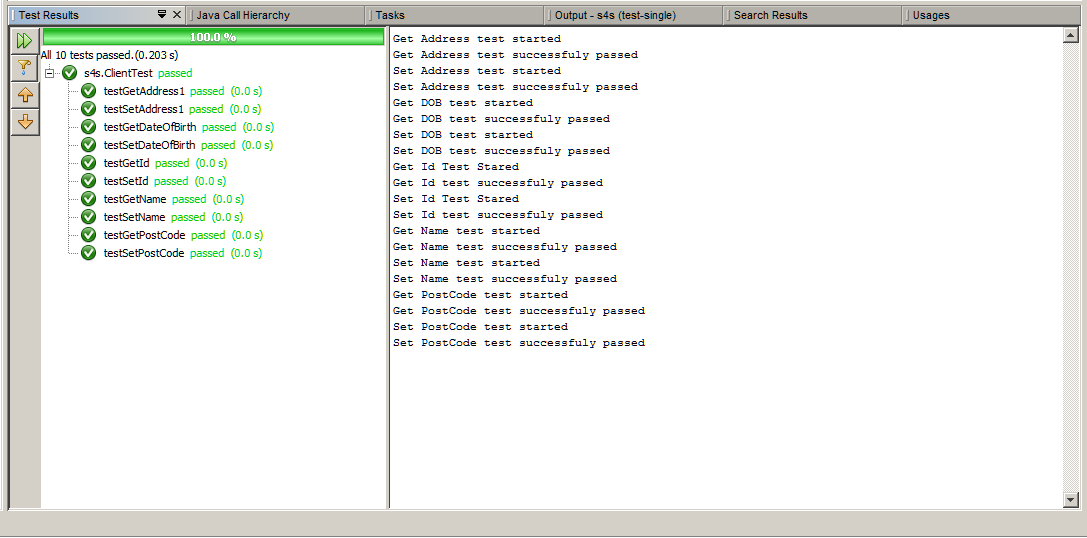 Test Results
Java Call Hierarchy
Tasks
Output - s4s (test-single)
Search Results
Usages
100.0 %
All 10 tests passed.(0.203 s)
s4s.ClientTest passed
testGetAddress1 passed (0.0 s)
testSetAddress1 passed (0.0 s)
testGetDateOfBirth passed (0.0 s)
testSetDateOfBirth passed (0.0 s)
testGetId passed (0.0 s)
testSetId passed (0.0 s)
testGetName passed (0.0 s)
testSetName passed (0.0 s)
testGetPostCode passed (0.0 s)
testSetPostCode passed (0.0 s)
Get Address test started
Get Address test successfuly passed
Set Address test started
Set Address test successfuly passed
Get DOB test started
Get DOB test successfuly passed
Set DOB test started
Set DOB test successfuly passed
Get Id Test Stared
Get Id test successfuly passed
Set Id Test Stared
Set Id test successfuly passed
Get Name test started
Get Name test successfuly passed
Set Name test started
Set Name test successfuly passed
Get PostCode test started
Get PostCode test successfuly passed
Set PostCode test started
Set PostCode test successfuly passed